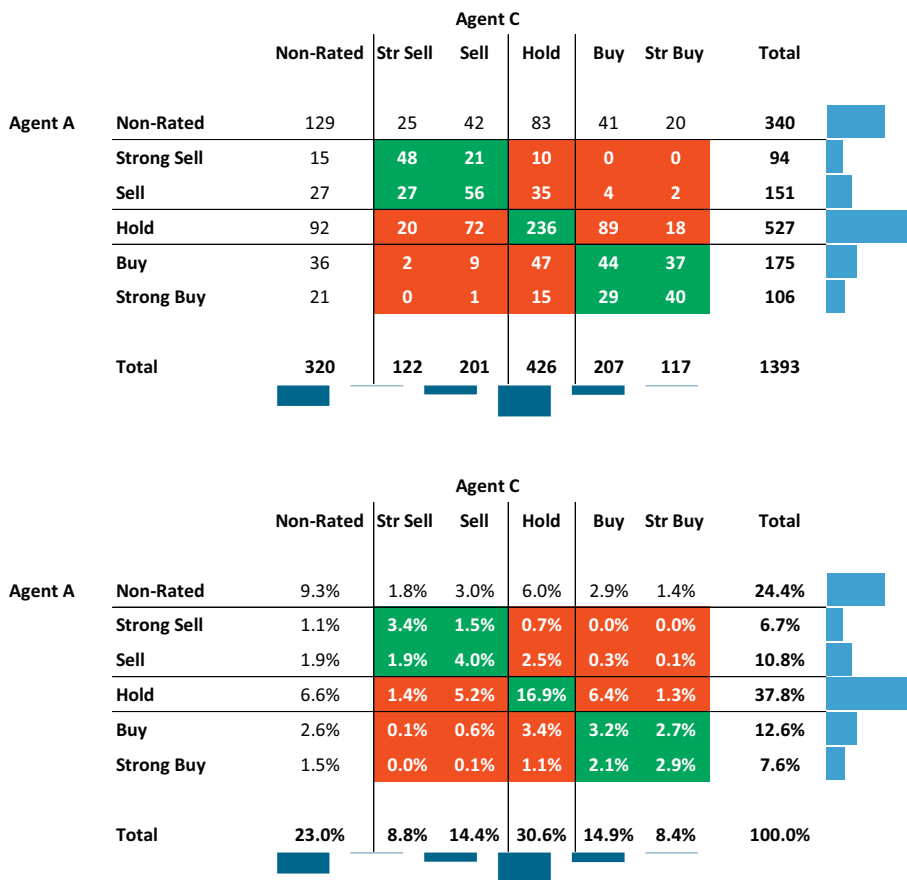 Agent C
Non-Rated Str Sell Sell Hold Buy Str Buy Total
Agent A Non-Rated 129 25 42 83 41 20 340
Strong Sell 15 48 21 10 0 0 94
Sell 27 27 56 35 4 2 151
Hold 92 20 72 236 89 18 527
Buy 36 2 9 47 44 37 175
Strong Buy 21 0 1 15 29 40 106
Total 320 122 201 426 207 117 1393
Agent C
Non-Rated Str Sell Sell Hold Buy Str Buy Total
Agent A Non-Rated 9.3% 1.8% 3.0% 6.0% 2.9% 1.4% 24.4%
Strong Sell 1.1% 3.4% 1.5% 0.7% 0.0% 0.0% 6.7%
Sell 1.9% 1.9% 4.0% 2.5% 0.3% 0.1% 10.8%
Hold 6.6% 1.4% 5.2% 16.9% 6.4% 1.3% 37.8%
Buy 2.6% 0.1% 0.6% 3.4% 3.2% 2.7% 12.6%
Strong Buy 1.5% 0.0% 0.1% 1.1% 2.1% 2.9% 7.6%
Total 23.0% 8.8% 14.4% 30.6% 14.9% 8.4% 100.0%